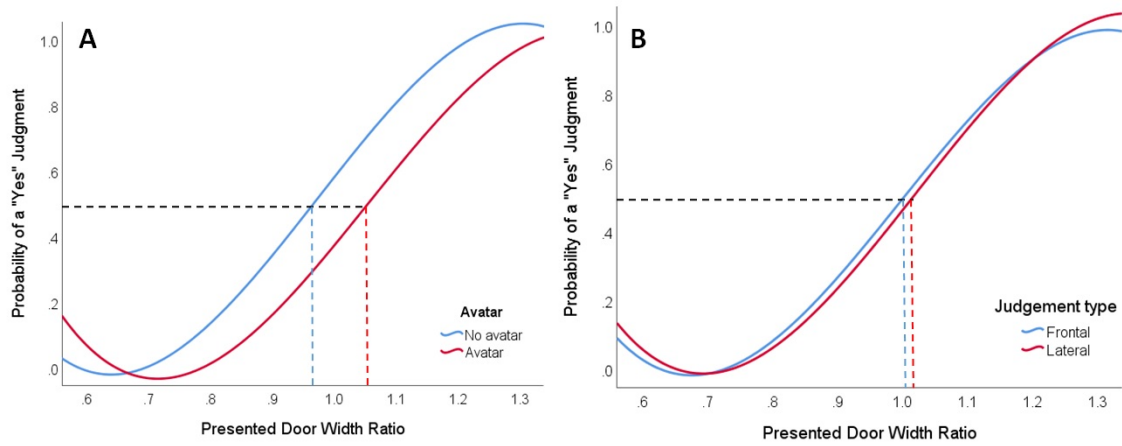 A
Probability of a "Yes" Judgment
1.0
.8
.6
.4
.2
.0
Avatar
No avatar
Avatar
.6 .7 .8 .9 1.0 1.1 1.2 1.3
Presented Door Width Ratio
B
Probability of a "Yes" Judgment
1.0
.8
.6
.4
.2
.0
Judgement type
Frontal
Lateral
.6 .7 .8 .9 1.0 1.1 1.2 1.3
Presented Door Width Ratio